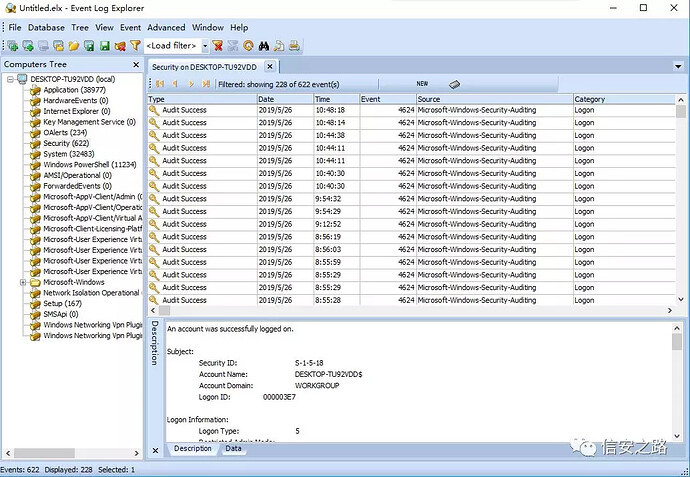 Untitled.elx - Event Log Explorer
File Database Tree View Event Advanced Window Help
<Load filter>
Computers Tree
DESKTOP-TU92VDD (local)
Application (38977)
HardwareEvents (0)
Internet Explorer (0)
Key Management Service (0)
OAlerts (234)
Security (622)
System (32483)
Windows PowerShell (11234)
AMSI/Operational (0)
ForwardedEvents (0)
Microsoft-AppV-Client/Admin (0
Microsoft-AppV-Client/Operatio
Microsoft-AppV-Client/Virtual A
Microsoft-Client-Licensing-Platf
Microsoft-User Experience Virtu
Microsoft-User Experience Virtu
Microsoft-User Experience Virtu
Microsoft-User Experience Virtu
Microsoft-Windows
Network Isolation Operational (
Setup (167)
SMSApi (0)
Windows Networking Vpn Plugin
Windows Networking Vpn Plugin
Security on DESKTOP-TU92VDD
Filtered: showing 228 of 622 event(s) NEW
Type Date Time Event Source Category
Audit Success 2019/5/26 10:48:18 4624 Microsoft-Windows-Security-Auditing Logon
Audit Success 2019/5/26 10:48:14 4624 Microsoft-Windows-Security-Auditing Logon
Audit Success 2019/5/26 10:44:38 4624 Microsoft-Windows-Security-Auditing Logon
Audit Success 2019/5/26 10:44:11 4624 Microsoft-Windows-Security-Auditing Logon
Audit Success 2019/5/26 10:44:11 4624 Microsoft-Windows-Security-Auditing Logon
Audit Success 2019/5/26 10:40:30 4624 Microsoft-Windows-Security-Auditing Logon
Audit Success 2019/5/26 10:40:30 4624 Microsoft-Windows-Security-Auditing Logon
Audit Success 2019/5/26 9:54:32 4624 Microsoft-Windows-Security-Auditing Logon
Audit Success 2019/5/26 9:54:29 4624 Microsoft-Windows-Security-Auditing Logon
Audit Success 2019/5/26 9:12:52 4624 Microsoft-Windows-Security-Auditing Logon
Audit Success 2019/5/26 8:56:19 4624 Microsoft-Windows-Security-Auditing Logon
Audit Success 2019/5/26 8:56:03 4624 Microsoft-Windows-Security-Auditing Logon
Audit Success 2019/5/26 8:55:59 4624 Microsoft-Windows-Security-Auditing Logon
Audit Success 2019/5/26 8:55:29 4624 Microsoft-Windows-Security-Auditing Logon
Audit Success 2019/5/26 8:55:29 4624 Microsoft-Windows-Security-Auditing Logon
Audit Success 2019/5/26 8:55:28 4624 Microsoft-Windows-Security-Auditing Logon
Description
An account was successfully logged on.
Subject:
Security ID: S-1-5-18
Account Name: DESKTOP-TU92VDD$
Account Domain: WORKGROUP
Logon ID: 000003E7
Logon Information:
Logon Type: 5
Restricted Admin Mode:
Description Data
信安之路
Events: 622 Displayed: 228 Selected: 1